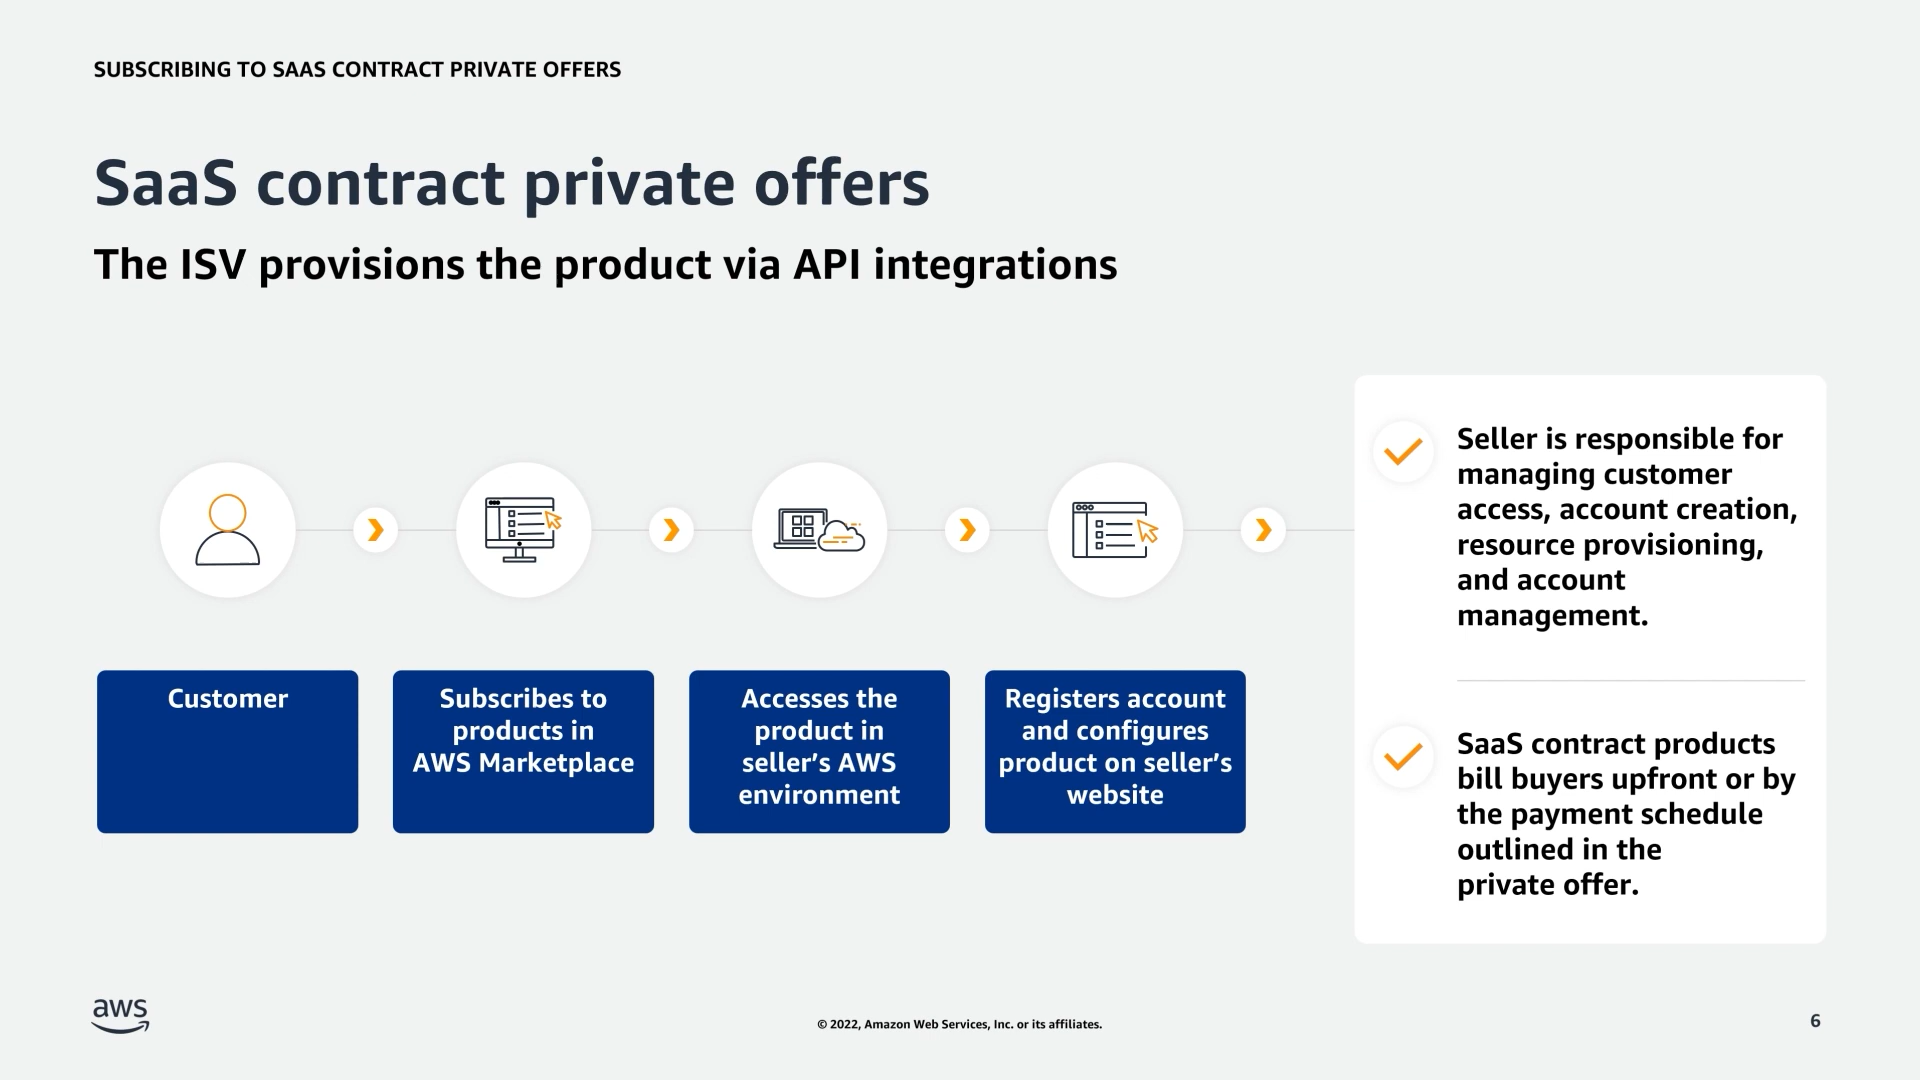 SUBSCRIBING TO SAAS CONTRACT PRIVATE OFFERS
SaaS contract private offers
The ISV provisions the product via API integrations
Customer
Subscribes to
products in
AWS Marketplace
Accesses the
product in
seller’s AWS
environment
Registers account
and configures
product on seller’s
website
Seller is responsible for
managing customer
access, account creation,
resource provisioning,
and account
management.
SaaS contract products
bill buyers upfront or by
the payment schedule
outlined in the
private offer.
aws
© 2022, Amazon Web Services, Inc. or its affiliates.
6